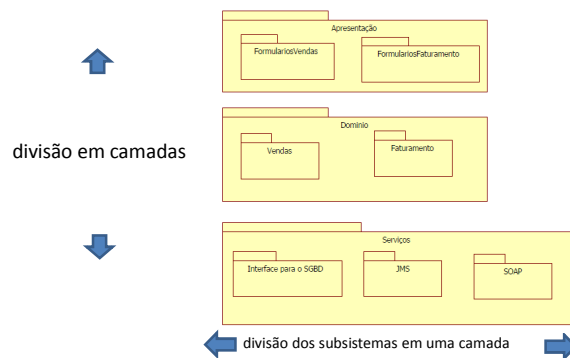 Apresentação
FormulariosVendas
FormulariosFaturamento
divisão em camadas
Dominio
Vendas
Faturamento
Serviços
Interface para o SGBD
JMS
SOAP
divisão dos subsistemas em uma camada